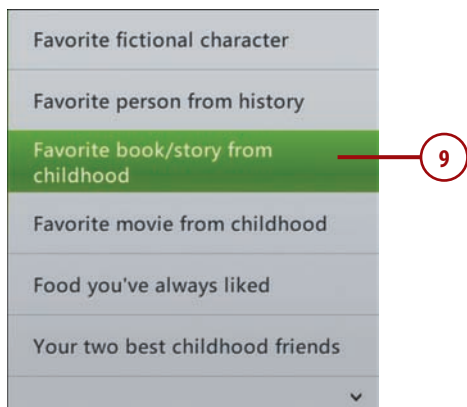 Favorite fictional character
Favorite person from history
Favorite book/story from
childhood
9
Favorite movie from childhood
Food you've always liked
Your two best childhood friends